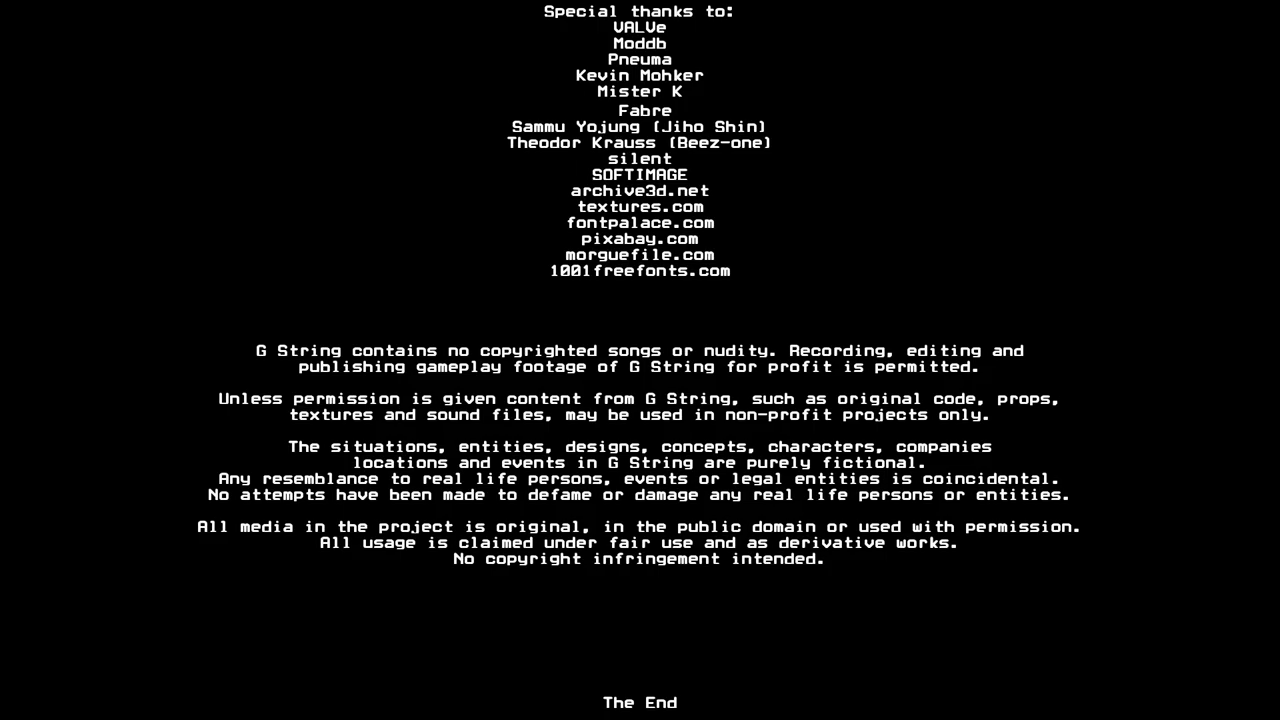 Special thanks to:
VALVe
Moddb
Pneuma
Kevin Mohker
Mister K
Fabre
Sammu Yojung (Jiho Shin)
Theodor Krauss (Beez-one)
silent
SOFTIMAGE
archive3d.net
textures.com
fontpalace.com
pixabay.com
morguefile.com
1001freefonts.com
G String contains no copyrighted songs or nudity. Recording, editing and
publishing gameplay footage of G String for profit is permitted.
Unless permission is given content from G String, such as original code, props,
textures and sound files, may be used in non-profit projects only.
The situations, entities, designs, concepts, characters, companies
locations and events in G String are purely fictional.
Any resemblance to real life persons, events or legal entities is coincidental.
No attempts have been made to defame or damage any real life persons or entities.
All media in the project is original, in the public domain or used with permission.
All usage is claimed under fair use and as derivative works.
No copyright infringement intended.
The End